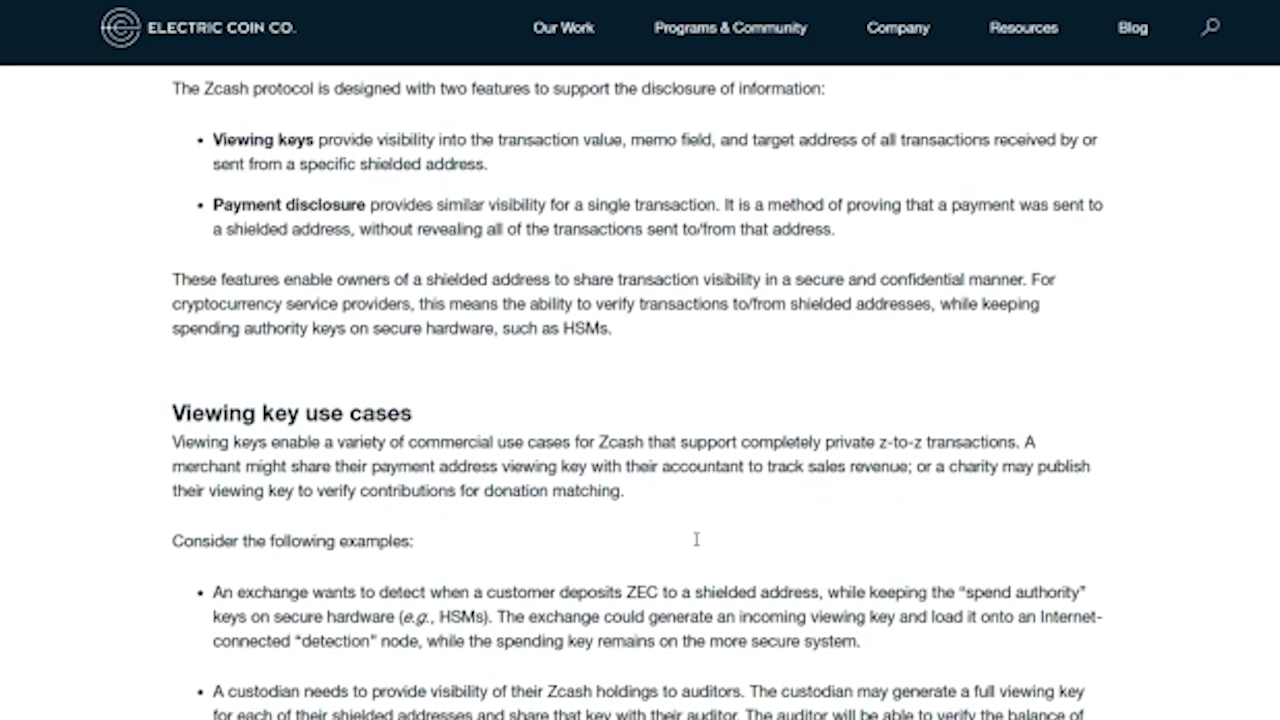 ELECTRIC COIN CO.
Our Work
Programs & Community
Company
Resources
Blog
The Zcash protocol is designed with two features to support the disclosure of information:
• Viewing keys provide visibility into the transaction value, memo field, and target address of all transactions received by or
sent from a specific shielded address.
• Payment disclosure provides similar visibility for a single transaction. It is a method of proving that a payment was sent to
a shielded address, without revealing all of the transactions sent to/from that address.
These features enable owners of a shielded address to share transaction visibility in a secure and confidential manner. For
cryptocurrency service providers, this means the ability to verify transactions to/from shielded addresses, while keeping
spending authority keys on secure hardware, such as HSMs.
Viewing key use cases
Viewing keys enable a variety of commercial use cases for Zcash that support completely private z-to-z transactions. A
merchant might share their payment address viewing key with their accountant to track sales revenue; or a charity may publish
their viewing key to verify contributions for donation matching.
Consider the following examples:
• An exchange wants to detect when a customer deposits ZEC to a shielded address, while keeping the “spend authority”
keys on secure hardware (e.g., HSMs). The exchange could generate an incoming viewing key and load it onto an Internet-
connected “detection” node, while the spending key remains on the more secure system.
• A custodian needs to provide visibility of their Zcash holdings to auditors. The custodian may generate a full viewing key
for each of their shielded addresses and share that key with their auditor. The auditor will be able to verify the balance of